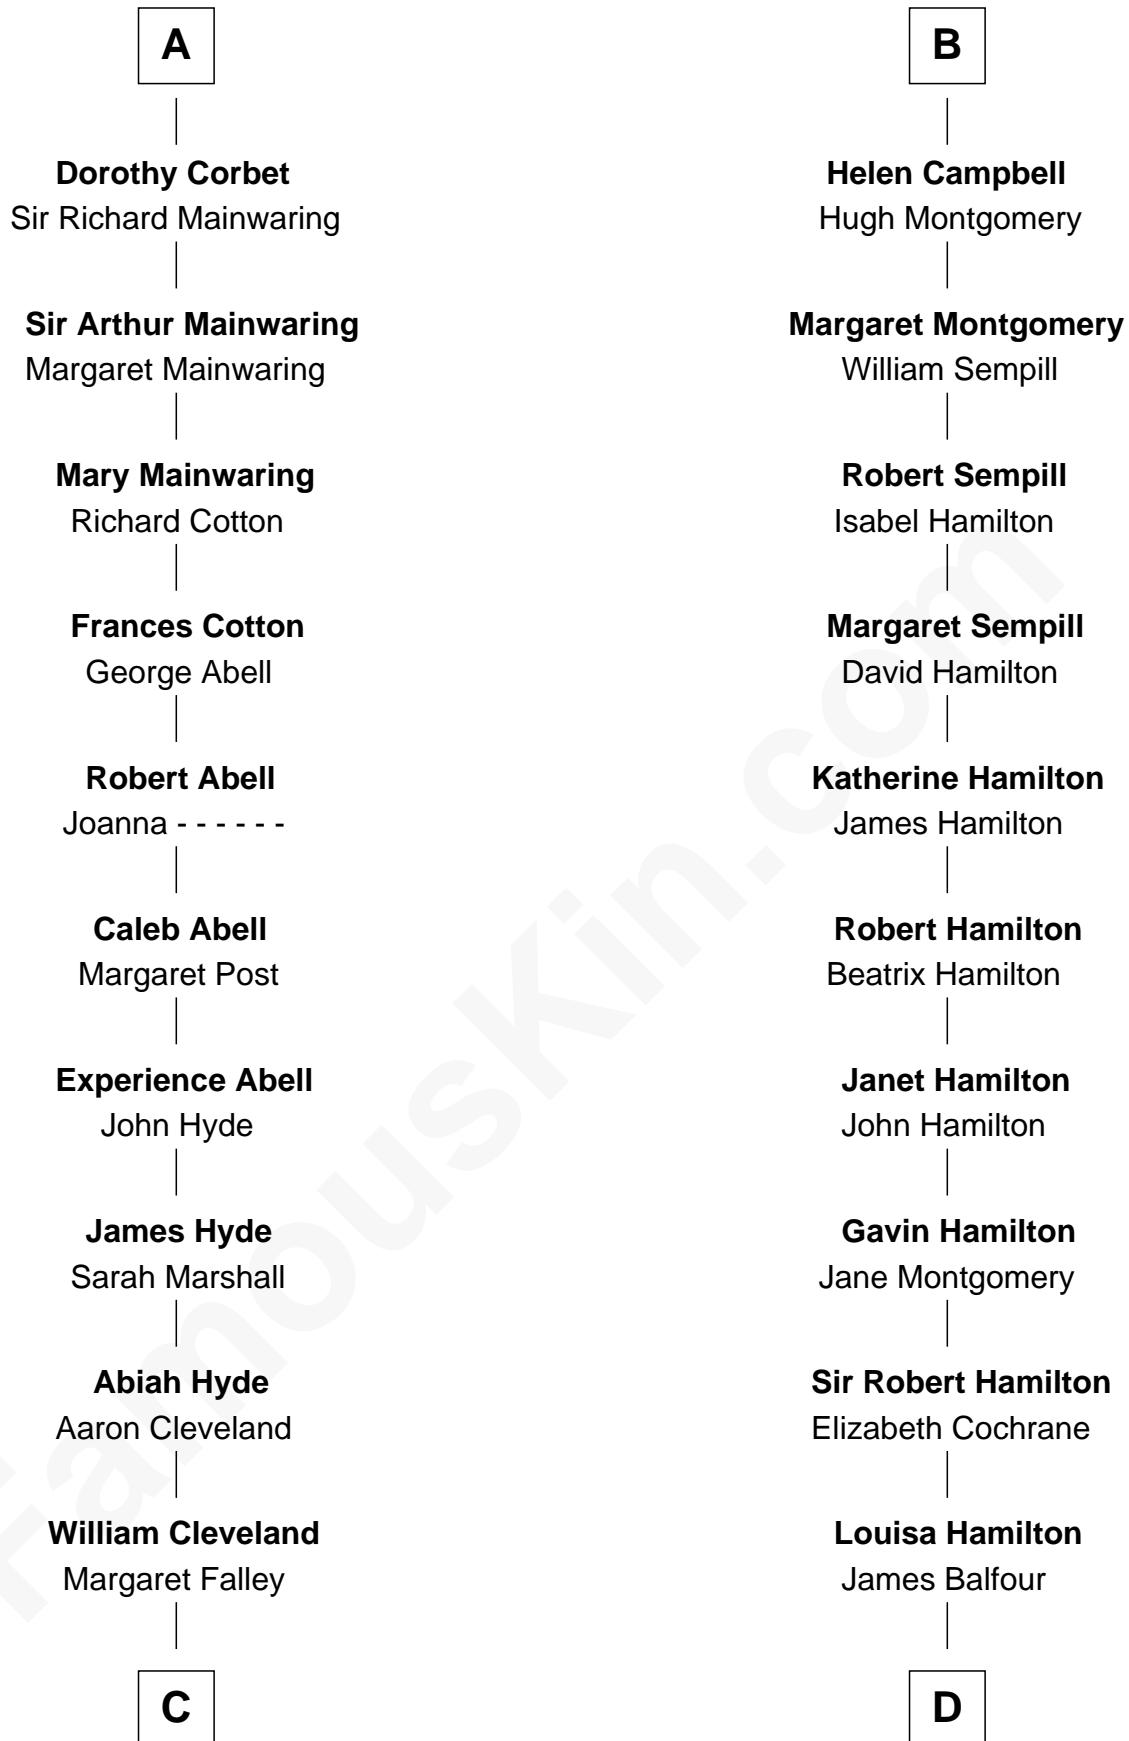 A
Dorothy Corbet
Sir Richard Mainwaring
Sir Arthur Mainwaring
Margaret Mainwaring
Mary Mainwaring
Richard Cotton
Frances Cotton
George Abell
Robert Abell
Joanna - - - - - -
Caleb Abell
Margaret Post
Experience Abell
John Hyde
James Hyde
Sarah Marshall
Abiah Hyde
Aaron Cleveland
William Cleveland
Margaret Falley
C
B
Helen Campbell
Hugh Montgomery
Margaret Montgomery
William Sempill
Robert Sempill
Isabel Hamilton
Margaret Sempill
David Hamilton
Katherine Hamilton
James Hamilton
Robert Hamilton
Beatrix Hamilton
Janet Hamilton
John Hamilton
Gavin Hamilton
Jane Montgomery
Sir Robert Hamilton
Elizabeth Cochrane
Louisa Hamilton
James Balfour
D
FamousKin.com